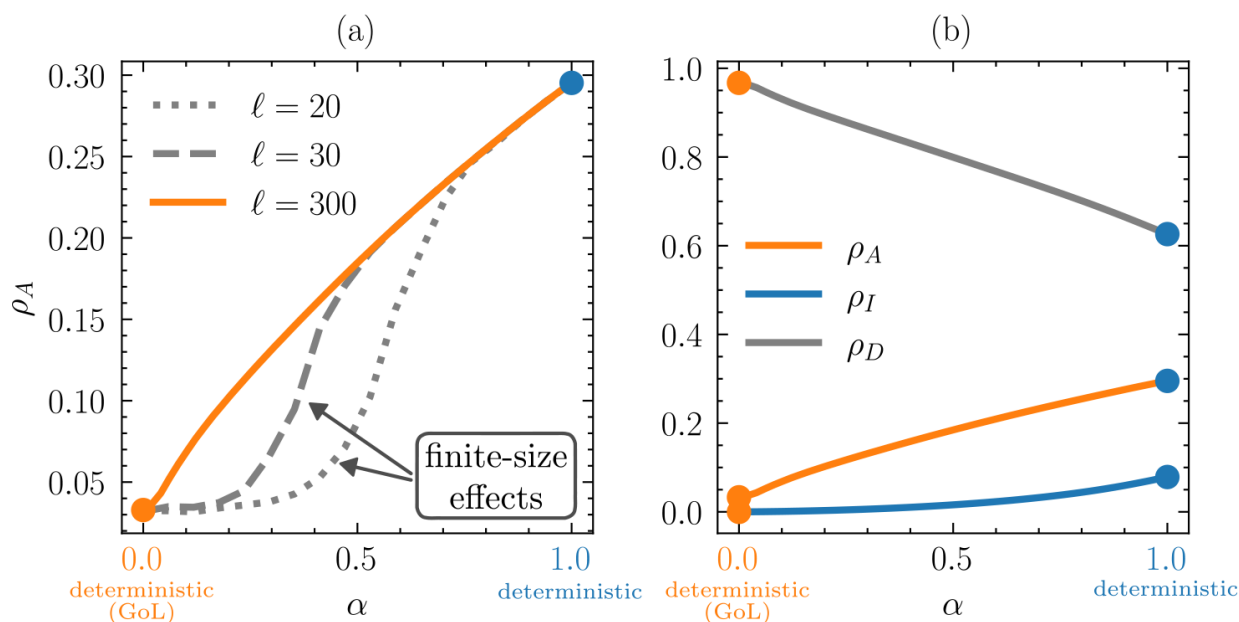 (a)
0.30
0.25
0.20
0.15
0.10
0.05
ρ_A
ℓ = 20
ℓ = 30
ℓ = 300
finite-size
effects
0.0
0.5
1.0
deterministic
(GoL)
α
deterministic
(b)
1.0
0.8
0.6
0.4
0.2
0.0
ρ_A
ρ_I
ρ_D
0.0
0.5
1.0
deterministic
(GoL)
α
deterministic